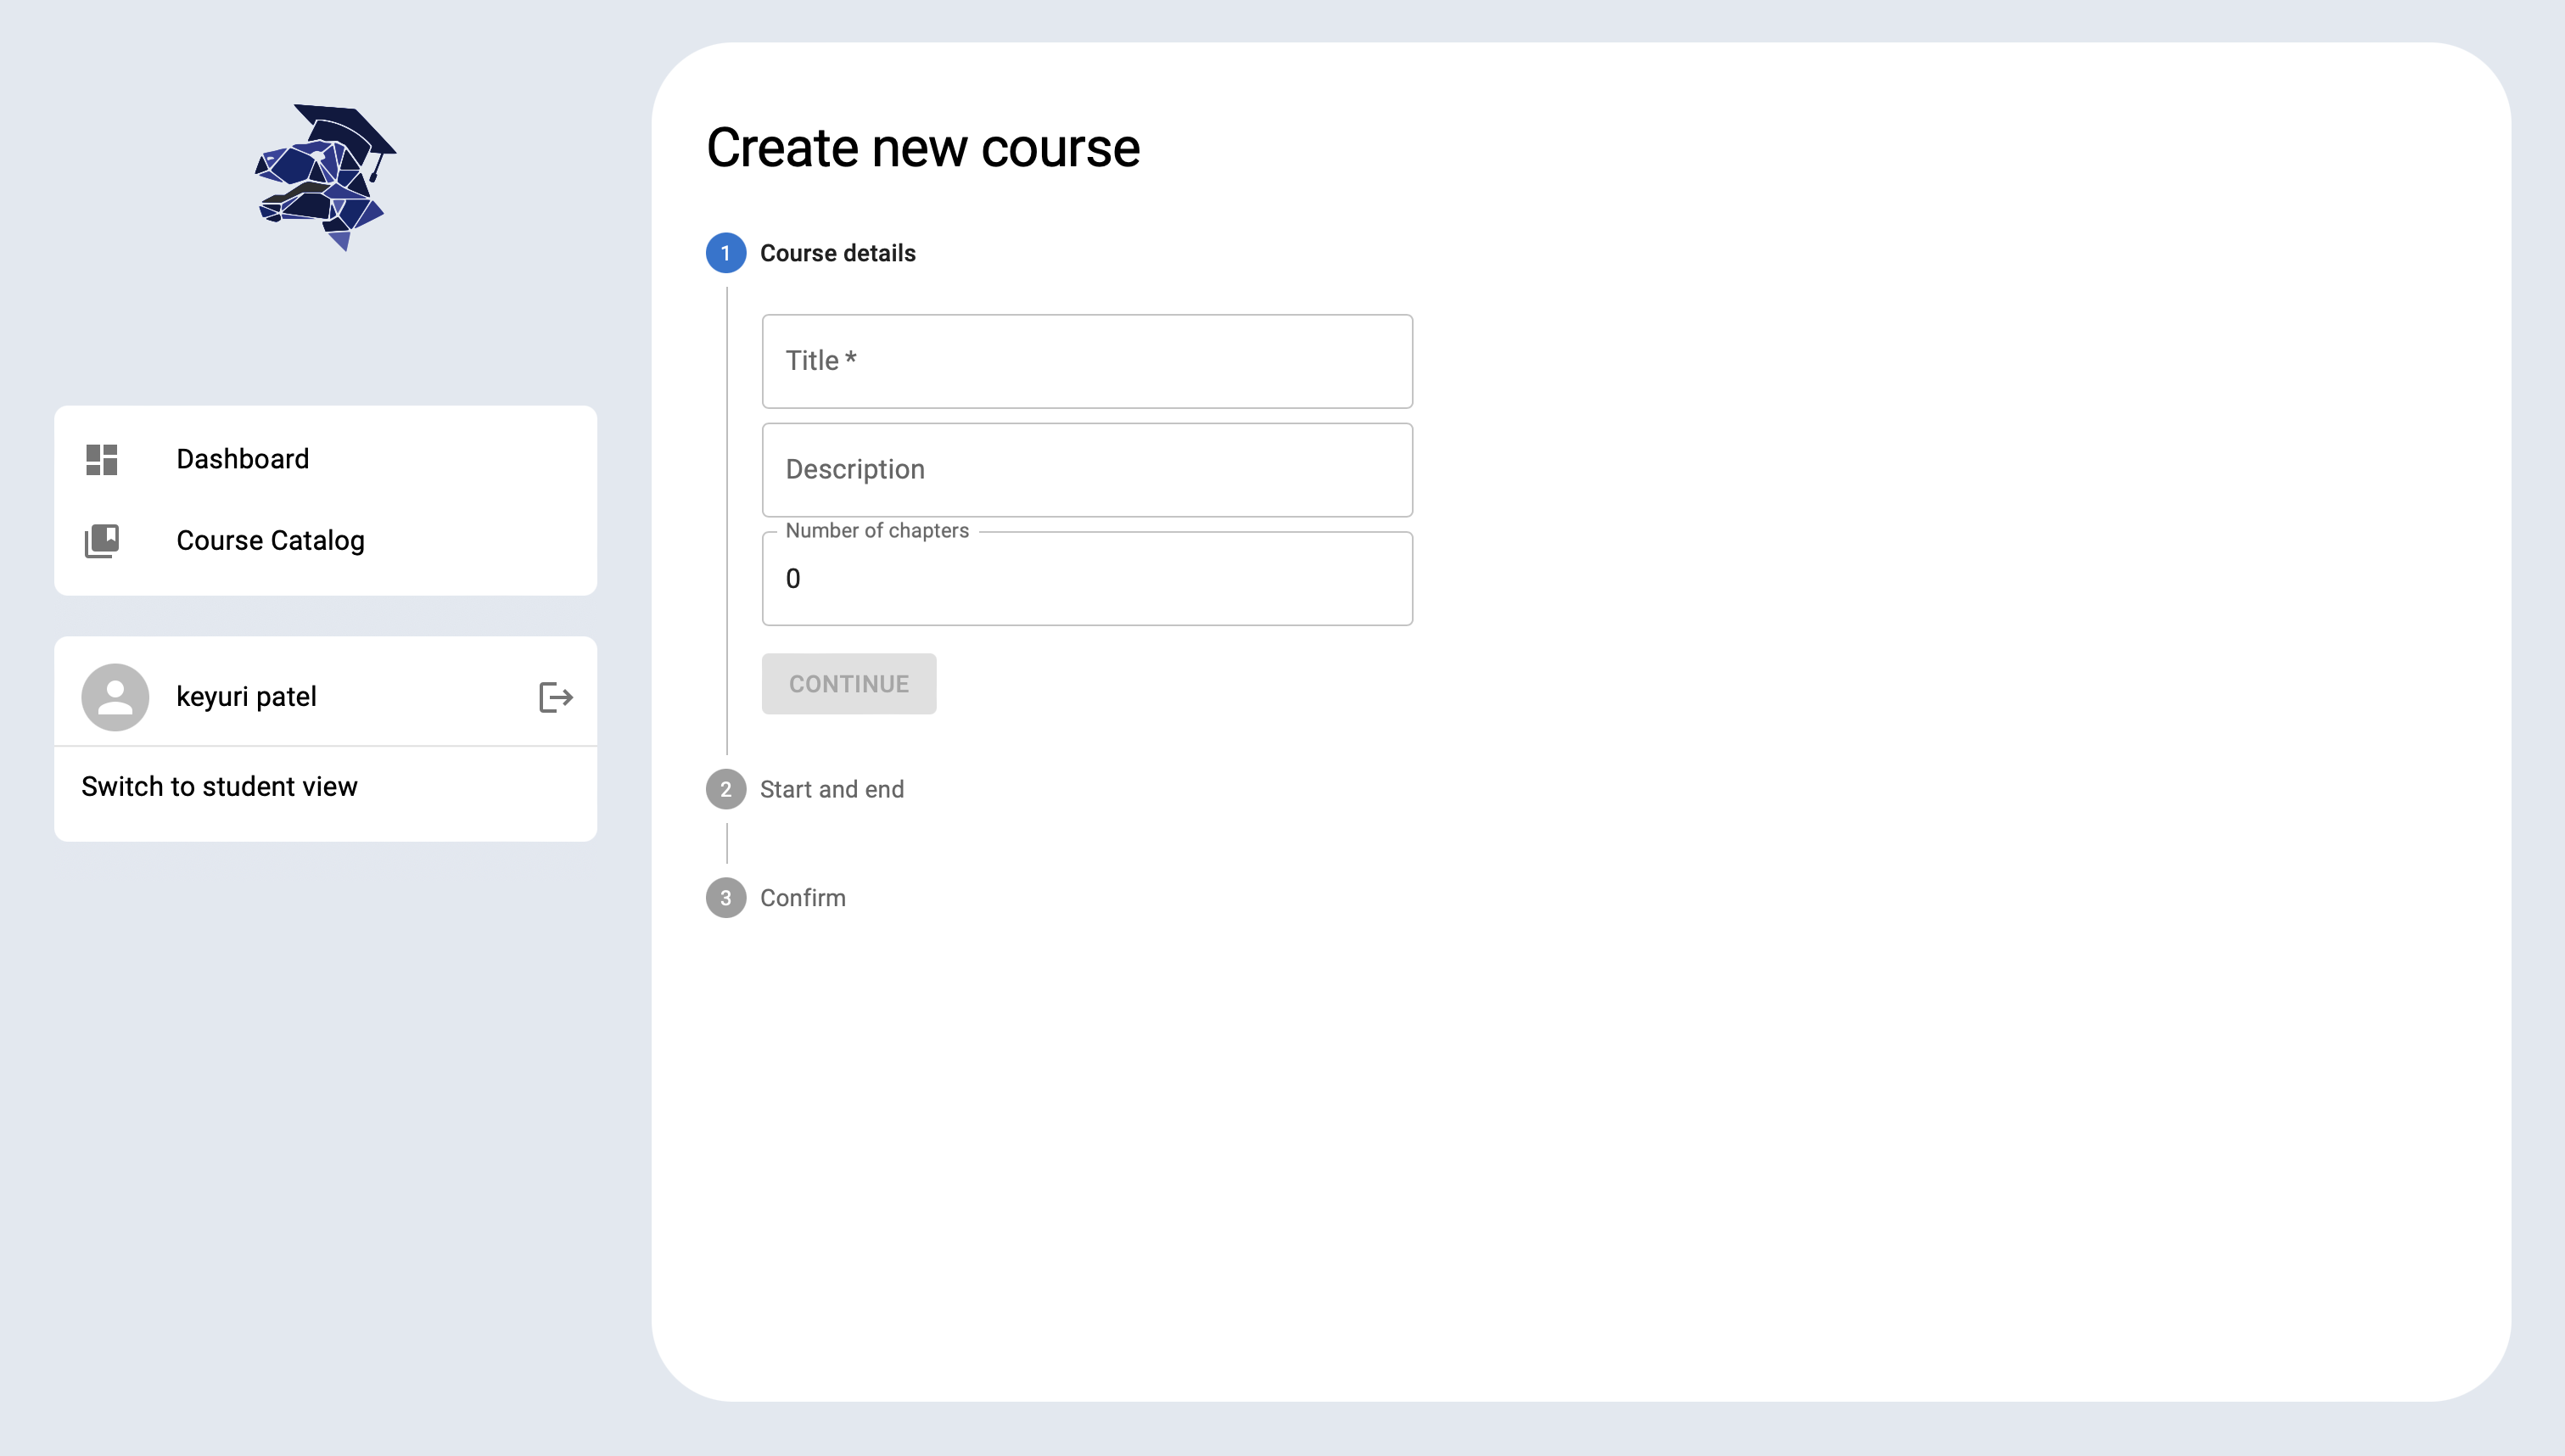 Dashboard
Course Catalog
keyuri patel
Switch to student view
Create new course
1 Course details
Title *
Description
Number of chapters
0
CONTINUE
2 Start and end
3 Confirm